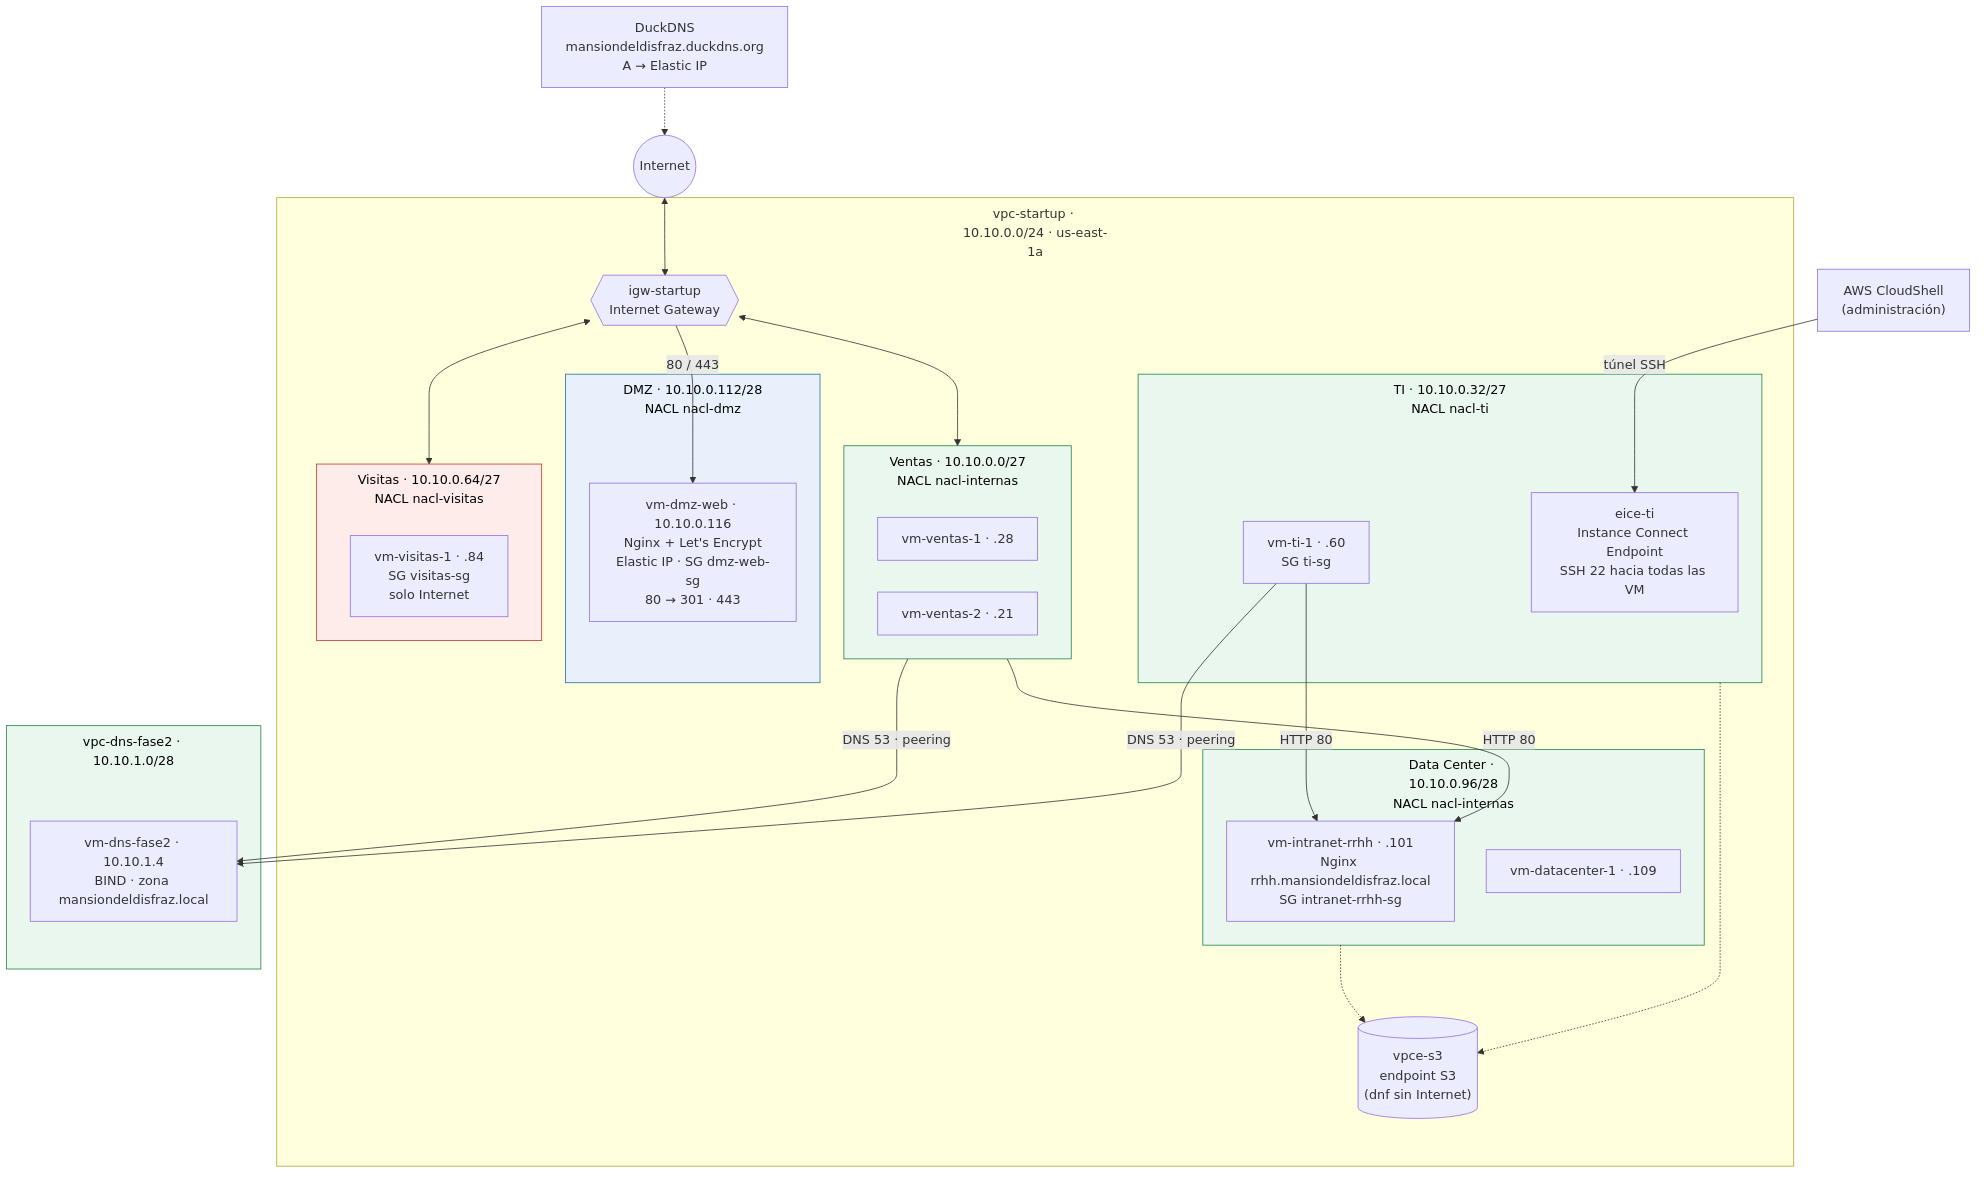 DuckDNS
mansiondeldisfraz.duckdns.org
A → Elastic IP
Internet
vpc-startup ·
10.10.0.0/24 · us-east-
1a
igw-startup
Internet Gateway
AWS CloudShell
(administración)
80 / 443
túnel SSH
DMZ · 10.10.0.112/28
NACL nacl-dmz
TI · 10.10.0.32/27
NACL nacl-ti
Visitas · 10.10.0.64/27
NACL nacl-visitas
Ventas · 10.10.0.0/27
NACL nacl-internas
vm-visitas-1 · .84
SG visitas-sg
solo Internet
vm-dmz-web ·
10.10.0.116
Nginx + Let's Encrypt
Elastic IP · SG dmz-web-
sg
80 → 301 · 443
vm-ventas-1 · .28
vm-ventas-2 · .21
vm-ti-1 · .60
SG ti-sg
eice-ti
Instance Connect
Endpoint
SSH 22 hacia todas las
VM
DNS 53 · peering
DNS 53 · peering
HTTP 80
HTTP 80
vpc-dns-fase2 ·
10.10.1.0/28
vm-dns-fase2 ·
10.10.1.4
BIND · zona
mansiondeldisfraz.local
Data Center ·
10.10.0.96/28
NACL nacl-internas
vm-intranet-rrhh · .101
Nginx
rrhh.mansiondeldisfraz.local
SG intranet-rrhh-sg
vm-datacenter-1 · .109
vpce-s3
endpoint S3
(dnf sin Internet)